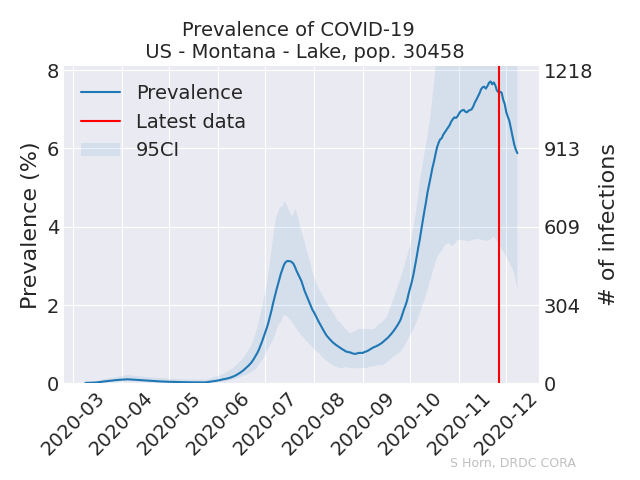 Prevalence of COVID-19
US - Montana - Lake, pop. 30458
Prevalence (%)
8
6
4
2
0
Prevalence
Latest data
95CI
1218
913
609
304
0
# of infections
2020-03
2020-04
2020-05
2020-06
2020-07
2020-08
2020-09
2020-10
2020-11
2020-12
S Horn, DRDC CORA